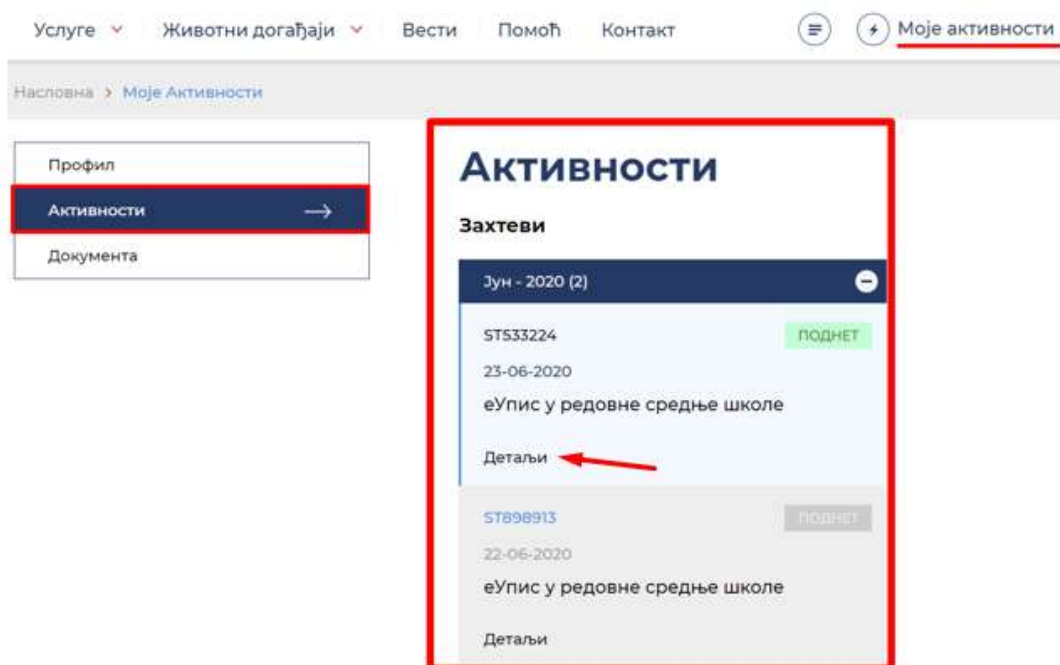 Услуге Животни догађаји Вести Помоћ Контакт Моје активности
Насловна > Моје Активности
Профил
Активности
Документа
Активности
Захтеви
Јун - 2020 (2)
ST533224 ПОДНЕТ
23-06-2020
еУпис у редовне средње школе
Детаљи
ST898913 ПОДНЕТ
22-06-2020
еУпис у редовне средње школе
Детаљи